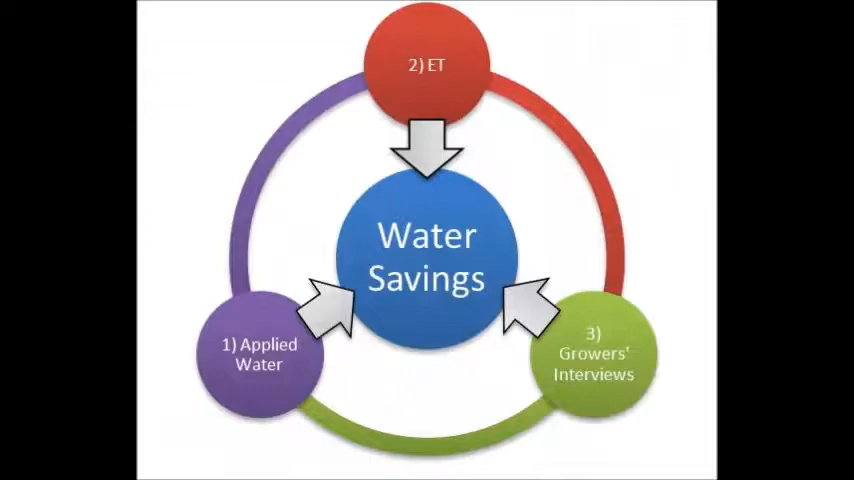 2) ET
Water
Savings
1) Applied
Water
3)
Growers'
Interviews